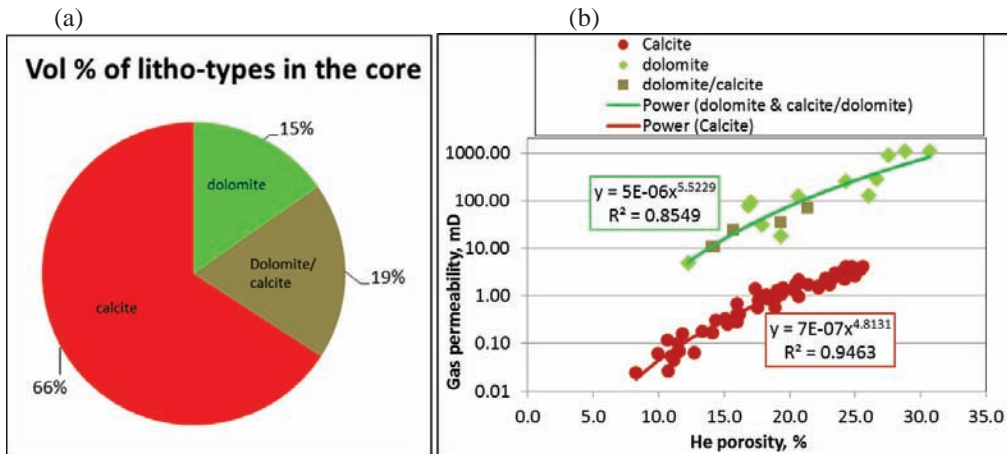 (a)
Vol % of litho-types in the core
15%
dolomite
Dolomite/
calcite
19%
calcite
66%
(b)
Calcite
dolomite
dolomite/calcite
Power (dolomite & calcite/dolomite)
Power (Calcite)
Gas permeability, mD
1000.00
100.00
10.00
1.00
0.10
0.01
y = 5E-06x^5.5229
R² = 0.8549
y = 7E-07x^4.8131
R² = 0.9463
0.0 5.0 10.0 15.0 20.0 25.0 30.0 35.0
He porosity, %